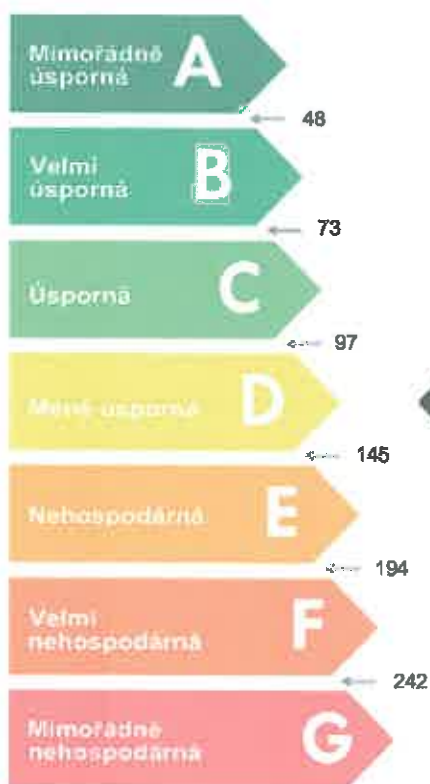 Mimořádně
úsporná
A
48
Velmi
úsporná
B
73
Úsporná
C
97
Méně úsporná
D
145
Nehospodárná
E
194
Velmi
nehospodárná
F
242
Mimořádně
nehospodárná
G